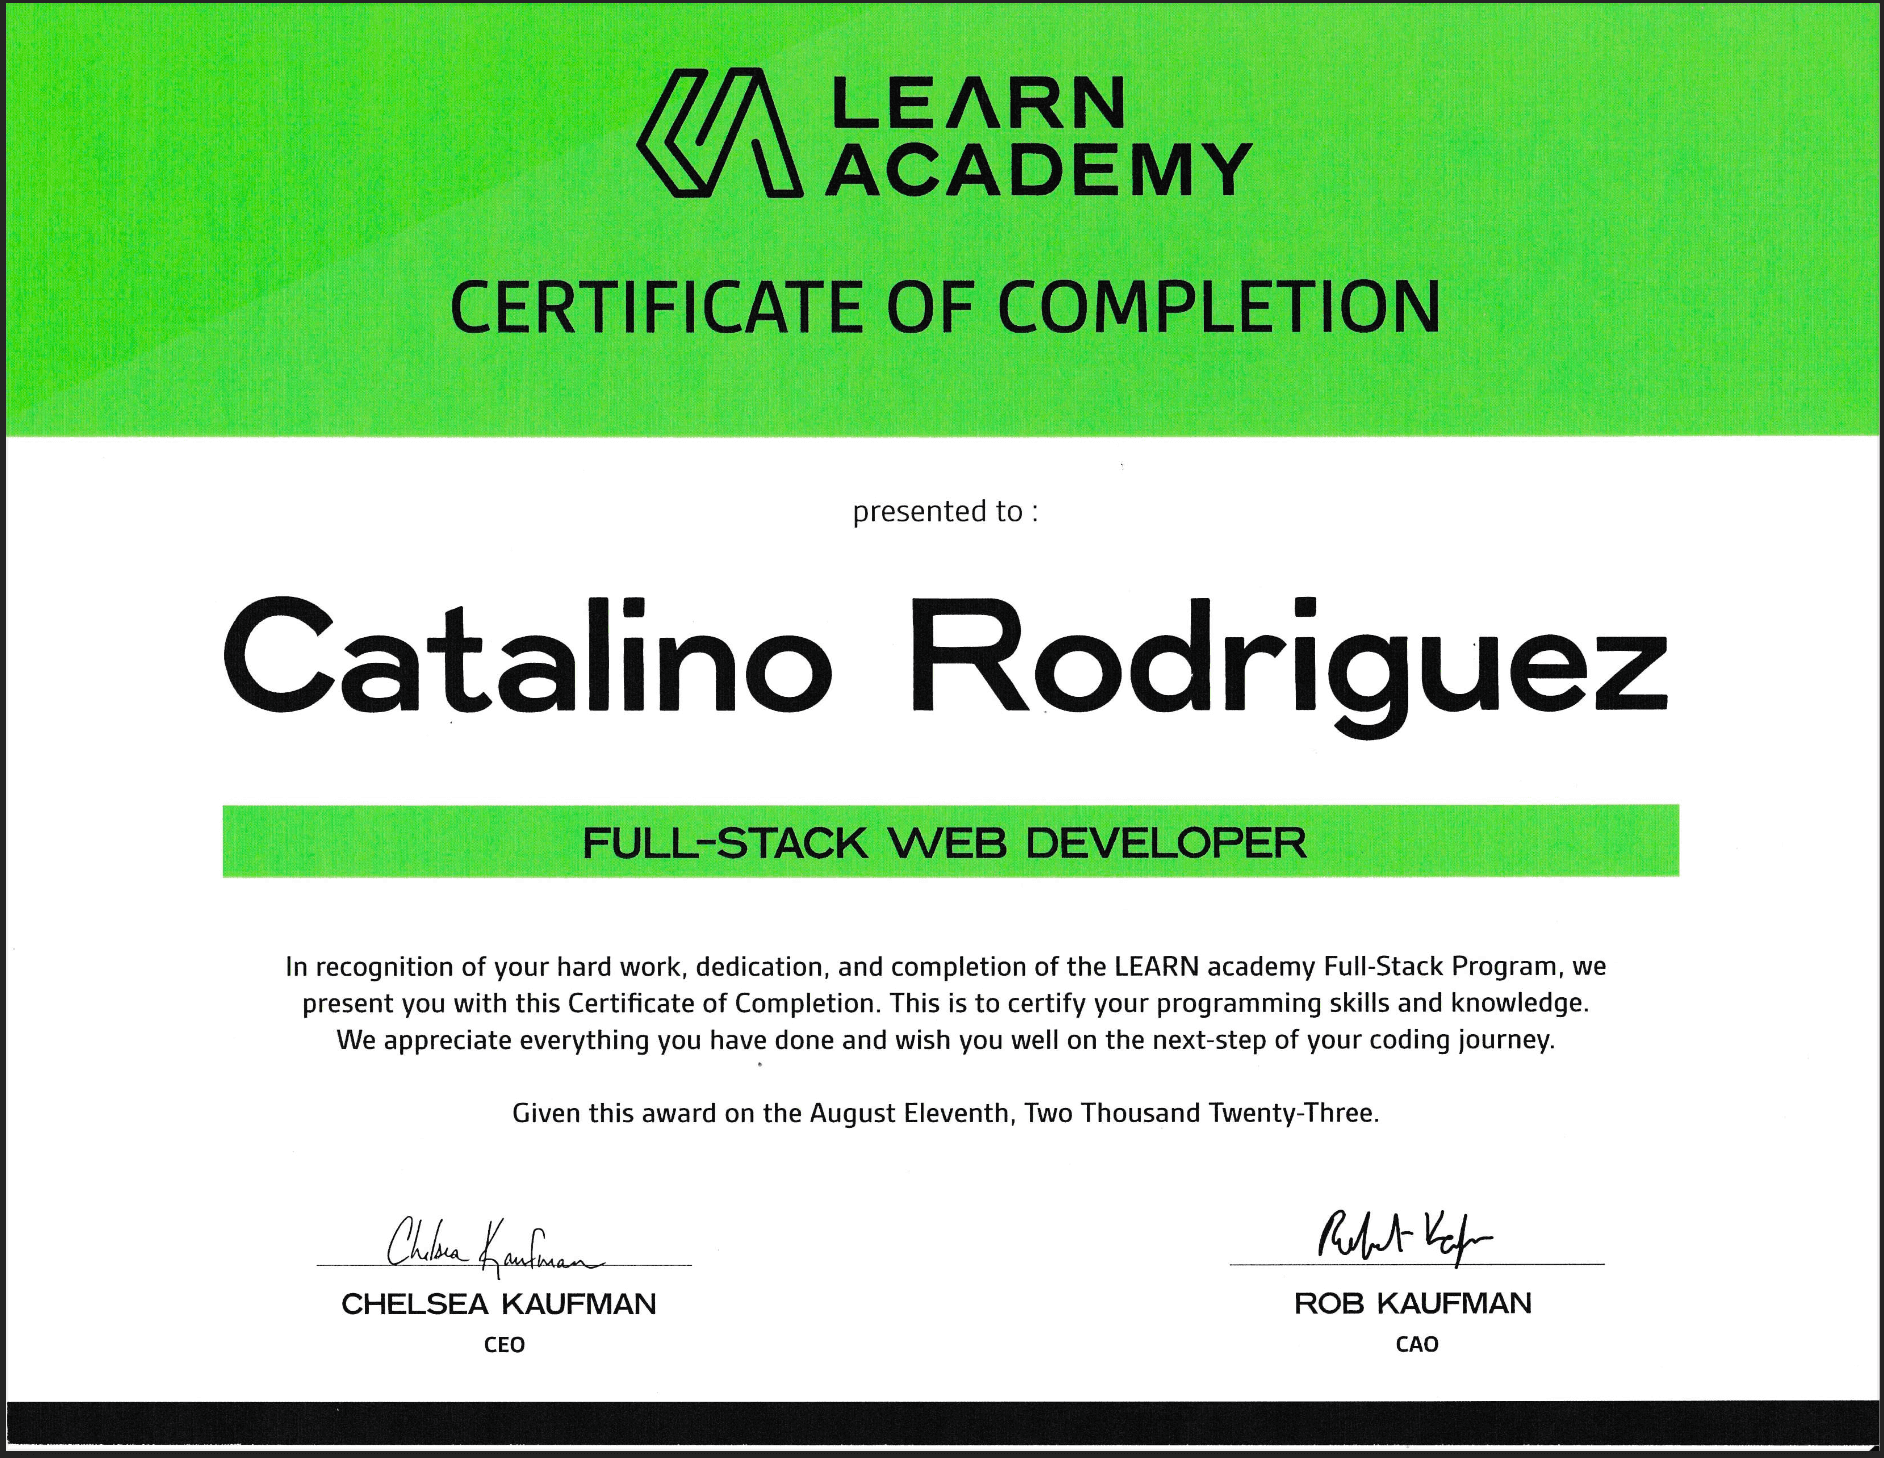 LEARN
ACADEMY
CERTIFICATE OF COMPLETION
presented to :
Catalino Rodriguez
FULL-STACK WEB DEVELOPER
In recognition of your hard work, dedication, and completion of the LEARN academy Full-Stack Program, we
present you with this Certificate of Completion. This is to certify your programming skills and knowledge.
We appreciate everything you have done and wish you well on the next-step of your coding journey.
Given this award on the August Eleventh, Two Thousand Twenty-Three.
Chelsea Kaufman
CHELSEA KAUFMAN
CEO
ROB KAUFMAN
CAO